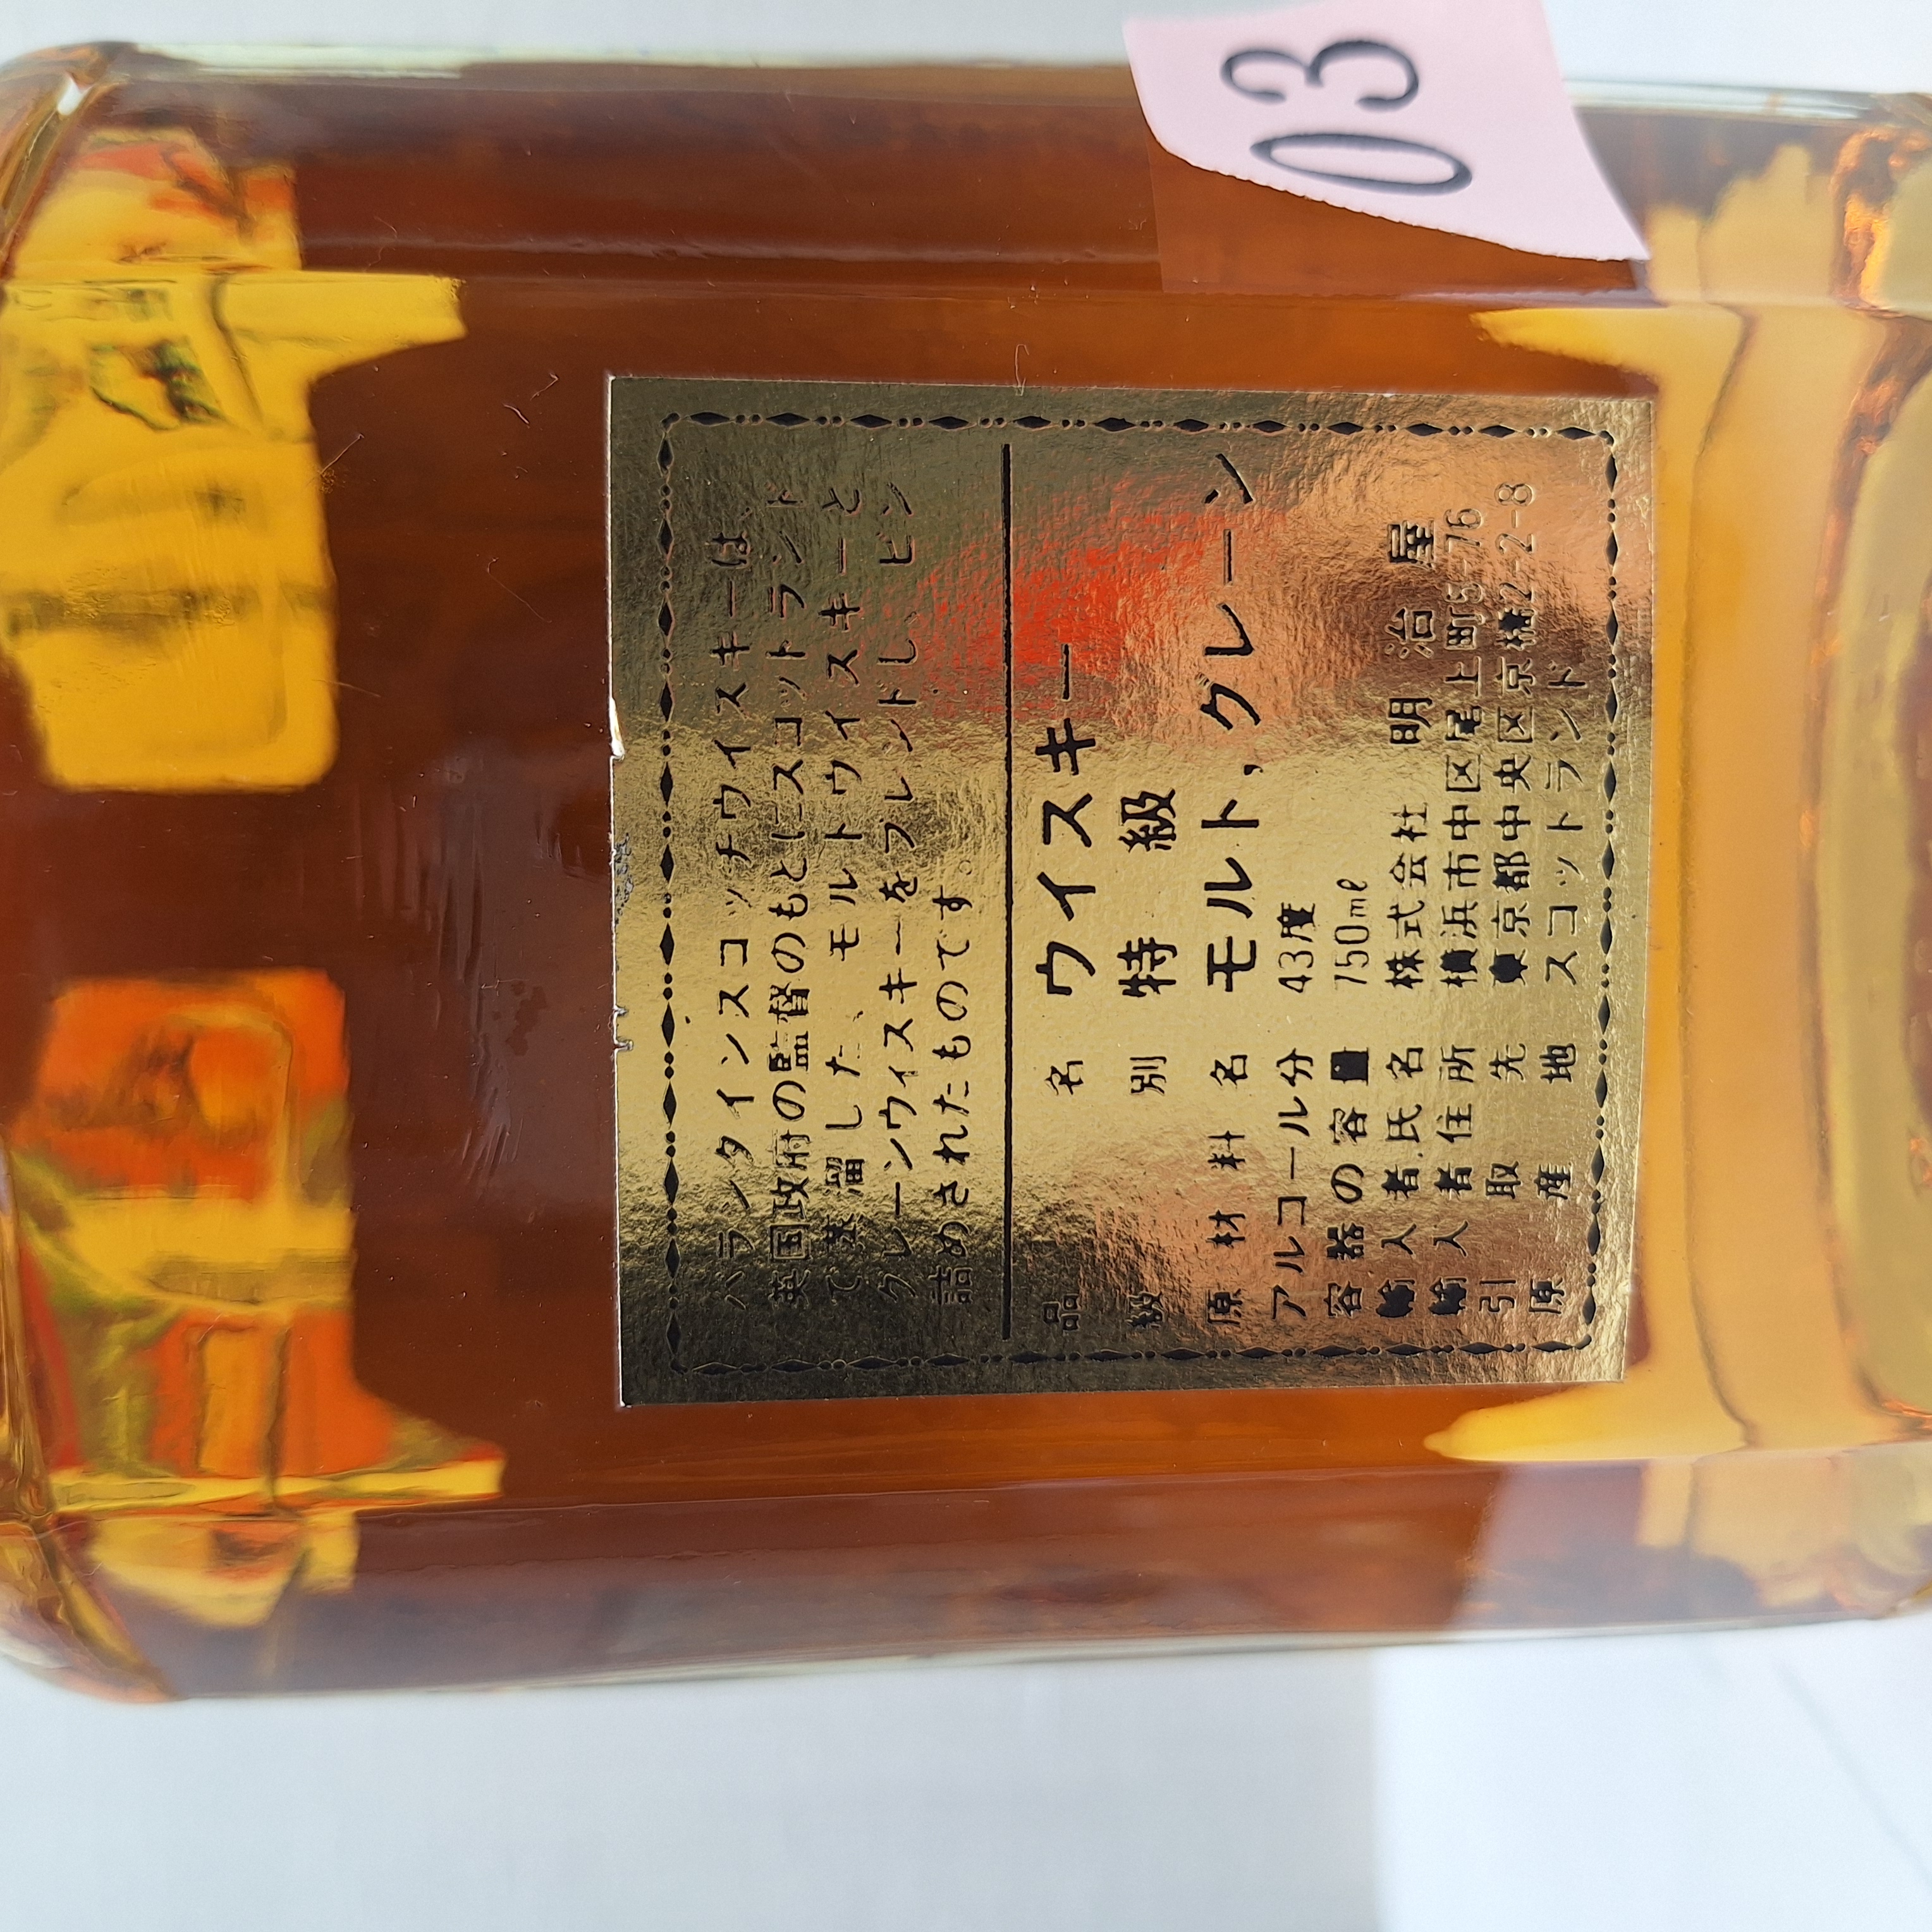 03
バランタインスコッチウイスキーは、
英国政府の監督のもとにスコットランド
で蒸溜した、モルトウィスキーと
グレーンウィスキーをブレンドし、ビン
詰めされたものです。
品名 ウイスキー
級別 特級
原材料名 モルト,グレーン
アルコール分 43度
容器の容量 750ml
輸入者氏名 株式会社 明治屋
輸入者住所 横浜市中区尾上町5-76
引取先 東京都中央区京橋2-2-8
原産地 スコットランド